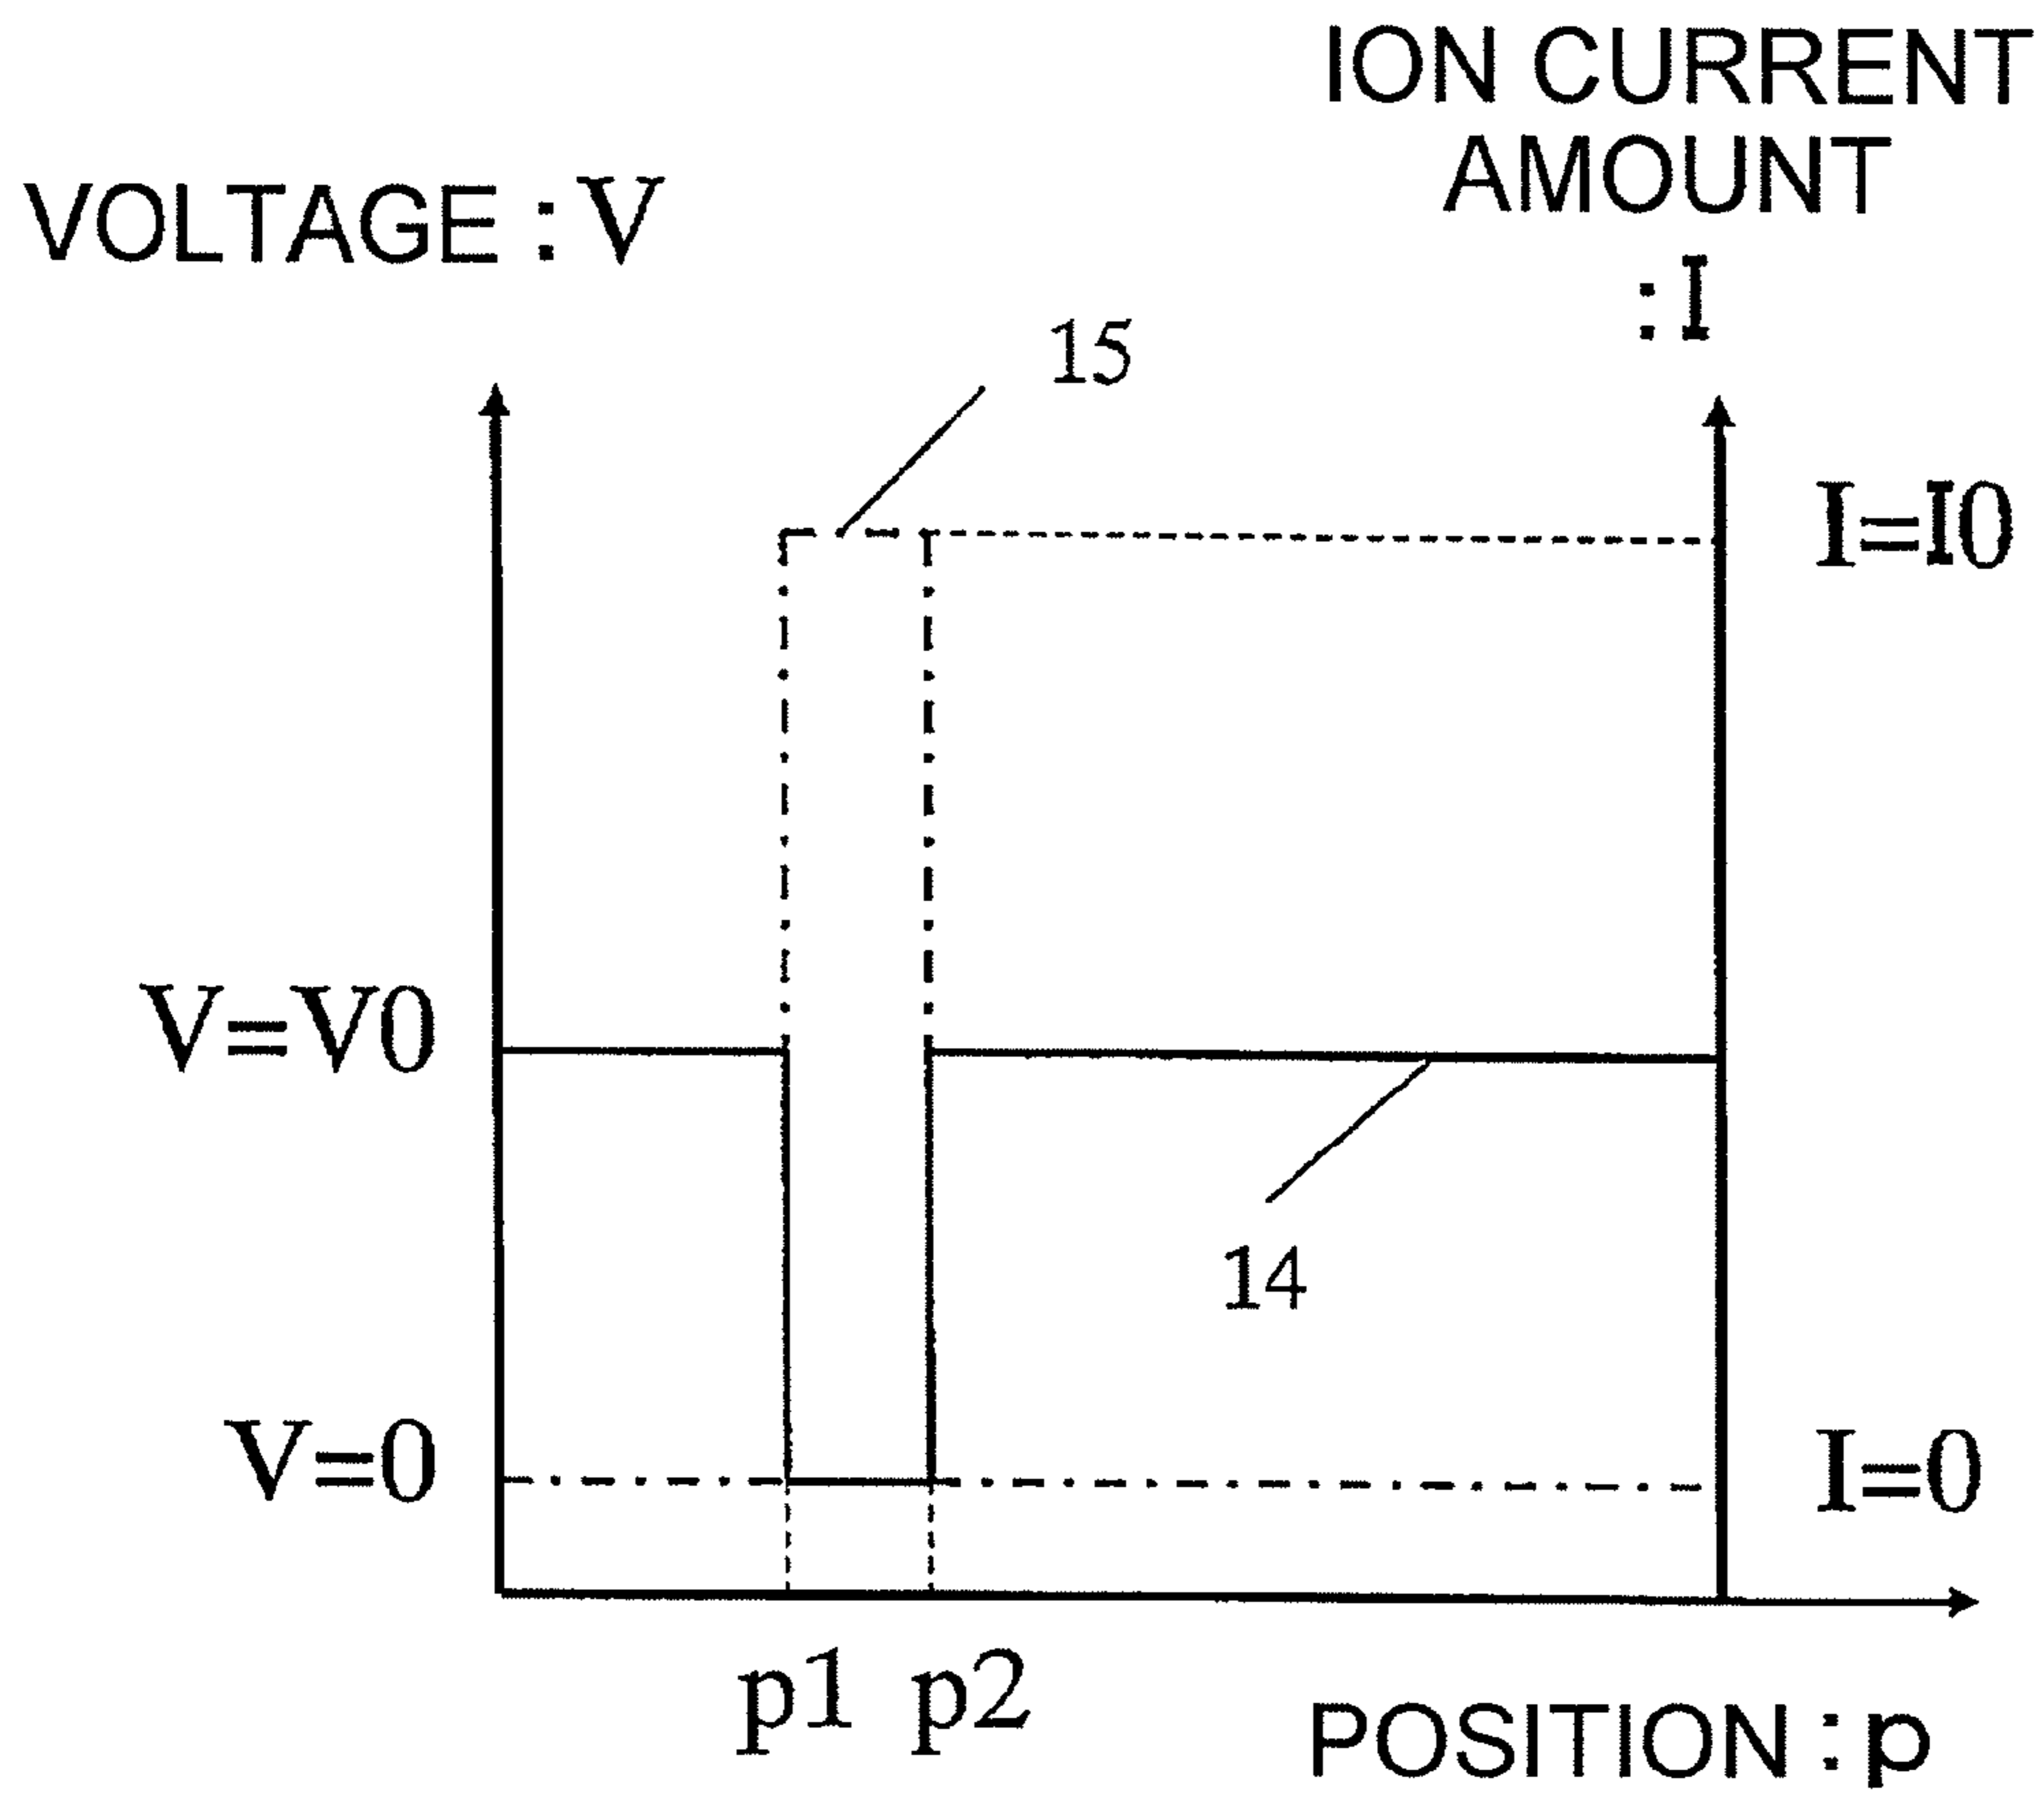 ION CURRENT
AMOUNT
: I
VOLTAGE : V
15
I=I0
V=V0
14
V=0
I=0
p1 p2
POSITION : p